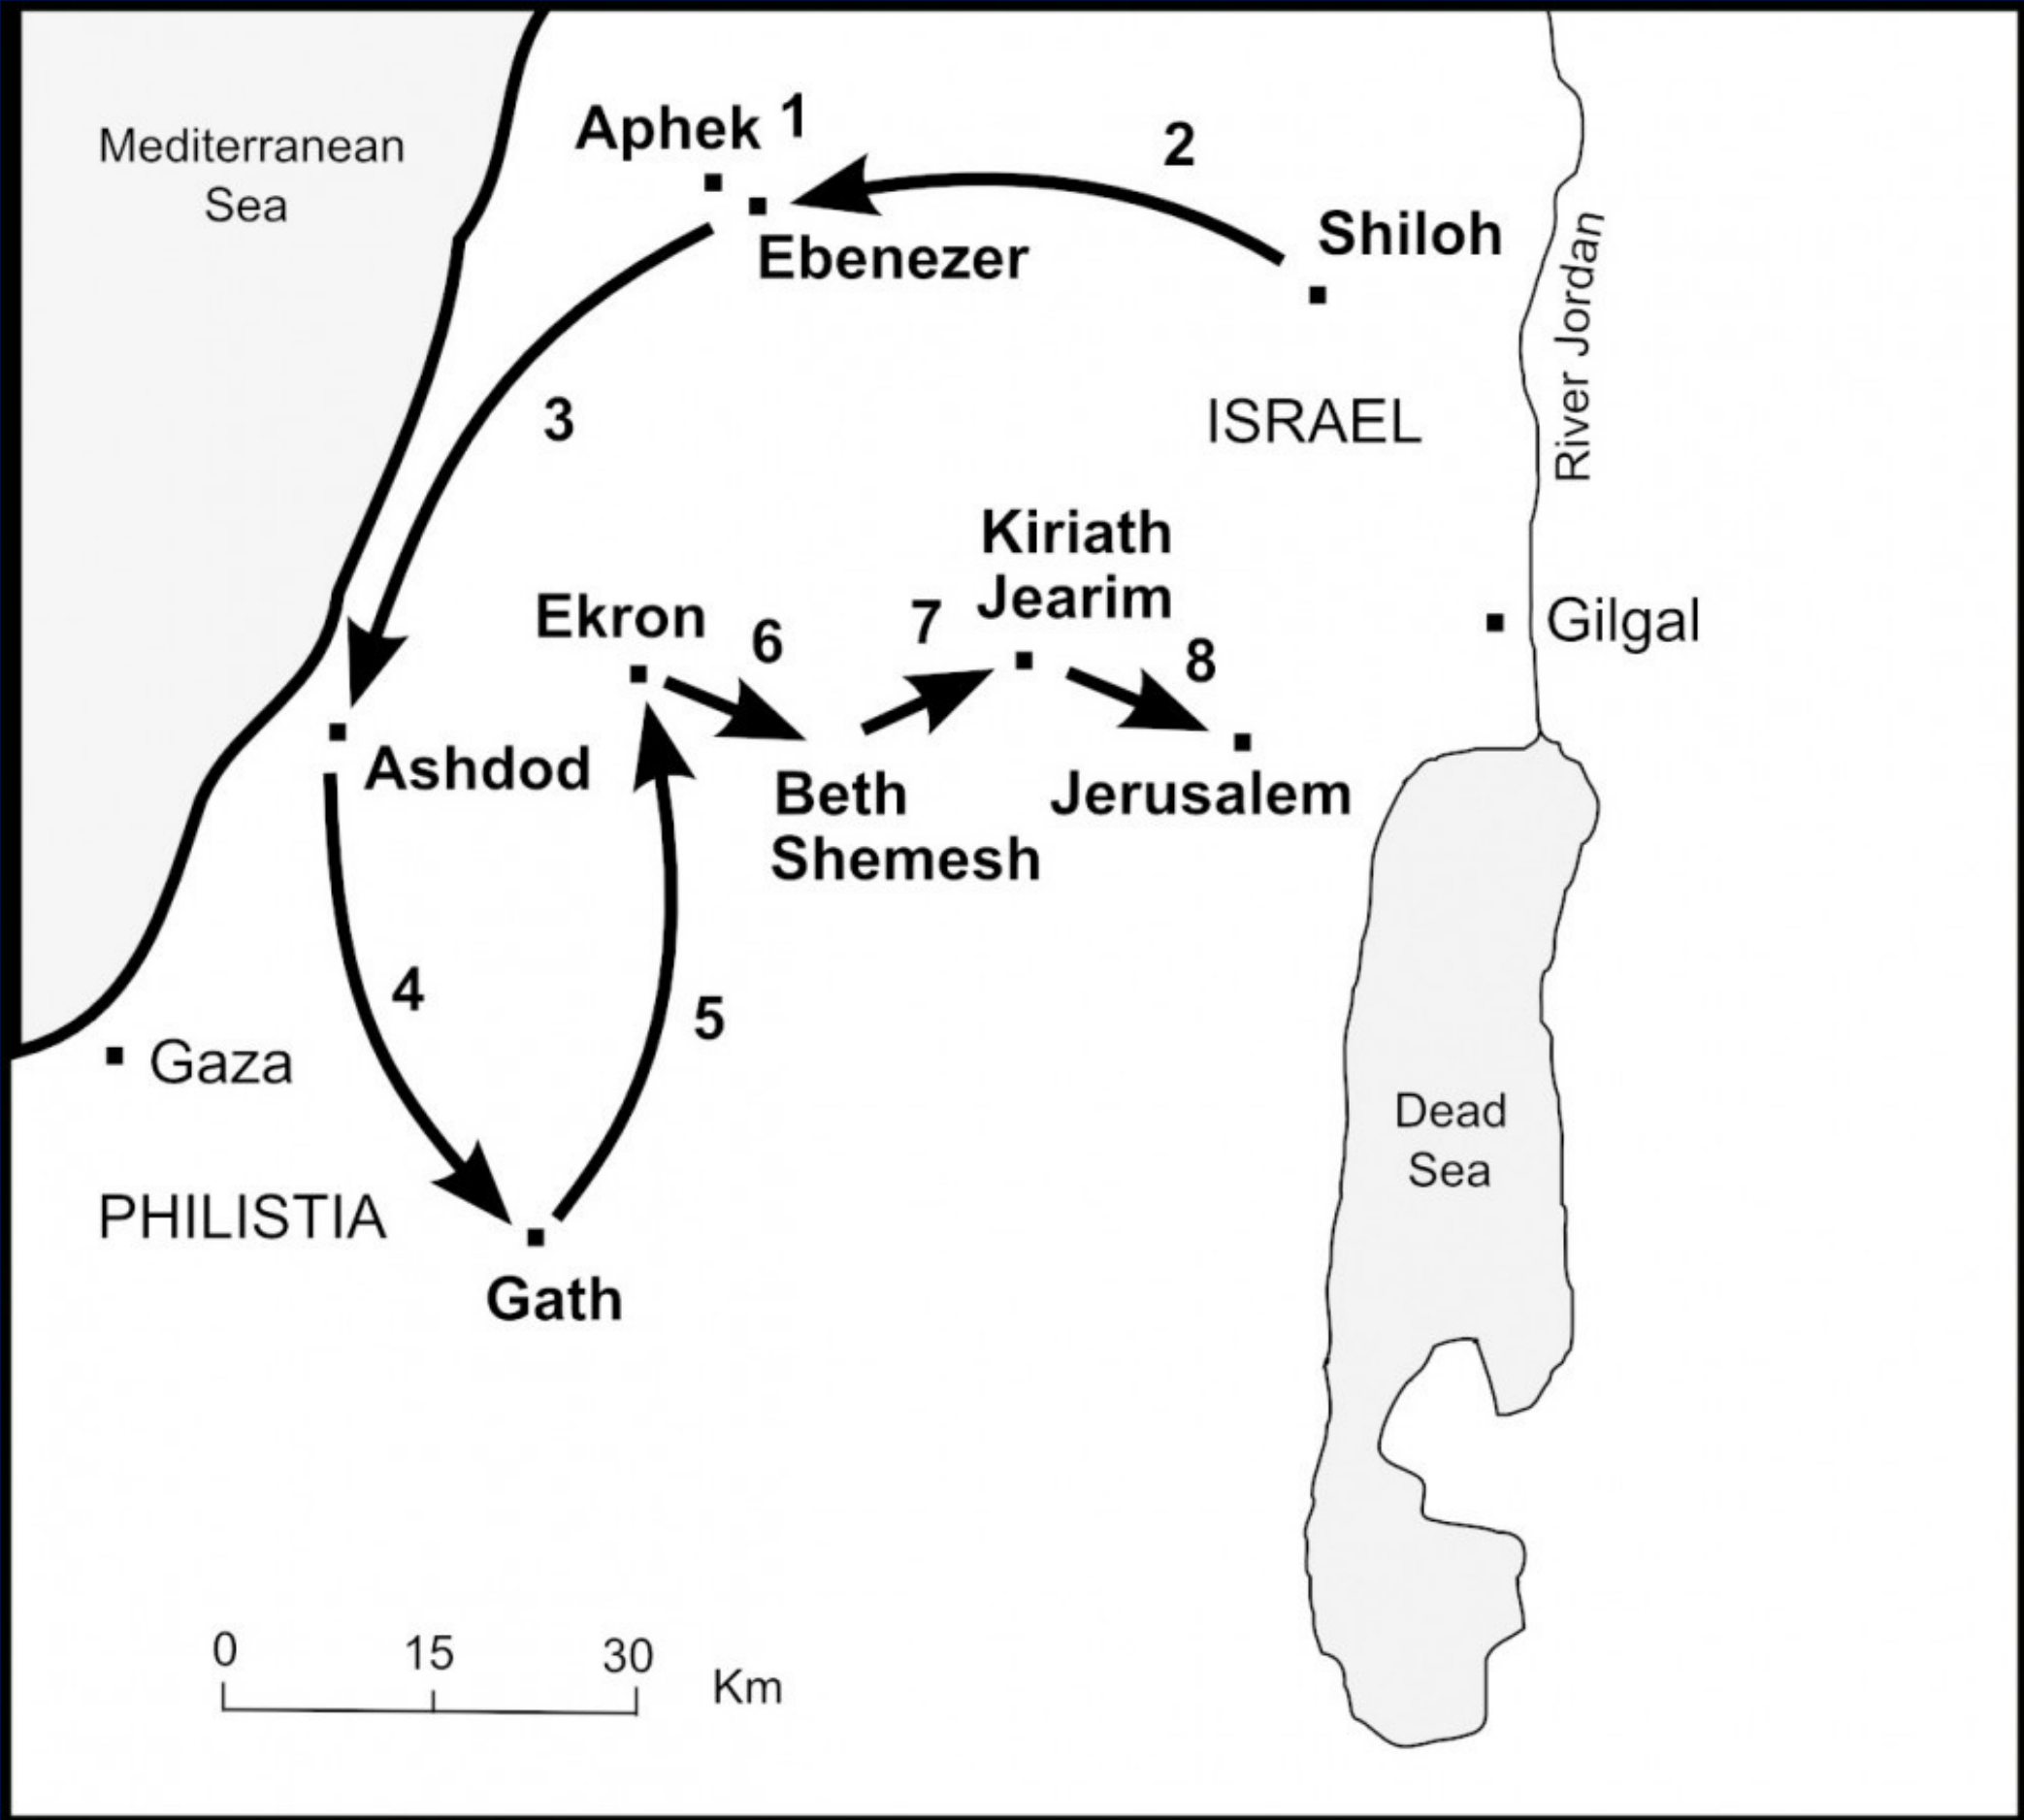 Mediterranean
Sea
Aphek 1
2
Ebenezer
Shiloh
River Jordan
3
ISRAEL
Kiriath
Jearim
Ekron
6
7
8
Gilgal
Ashdod
Beth
Shemesh
Jerusalem
4
5
Gaza
Dead
Sea
PHILISTIA
Gath
0 15 30 Km